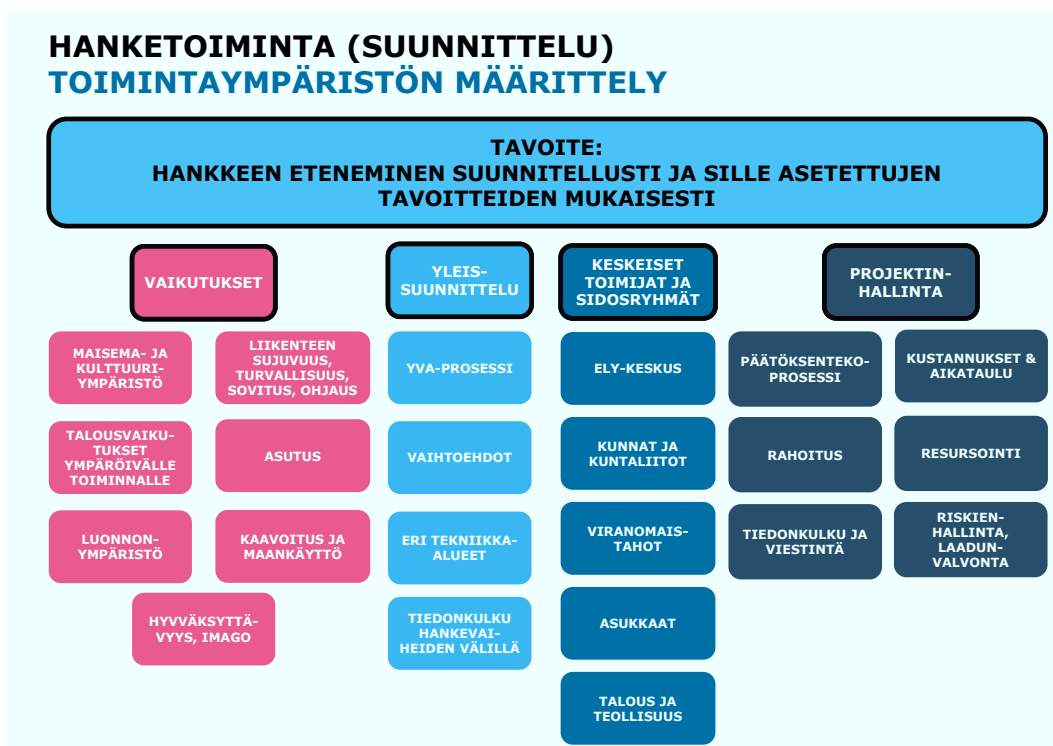 HANKETOIMINTA (SUUNNITTELU)
TOIMINTAYMPÄRISTÖN MÄÄRITTELY
TAVOITE:
HANKKEEN ETENEMINEN SUUNNITELLUSTI JA SILLE ASETETTUJEN
TAVOITTEIDEN MUKAISESTI
VAIKUTUKSET
MAISEMA- JA
KULTTUURI-
YMPÄRISTÖ
LIIKENTEEN
SUJUVUUS,
TURVALLISUUS,
SOVITUS, OHJAUS
TALOUSVAIKU-
TUKSET
YMPÄRÖIVÄLLE
TOIMINNALLE
ASUTUS
LUONNON-
YMPÄRISTÖ
KAAVOITUS JA
MAANKÄYTTÖ
HYVÄKSYTTÄ-
VYYS, IMAGO
YLEIS-
SUUNNITTELU
YVA-PROSESSI
VAIHTOEHDOT
ERI TEKNIIKKA-
ALUEET
TIEDONKULKU
HANKEVAI-
HEIDEN VÄLILLÄ
KESKEISET
TOIMIJAT JA
SIDOSRYHMÄT
ELY-KESKUS
KUNNAT JA
KUNTALIITOT
VIRANOMAIS-
TAHOT
ASUKKAAT
TALOUS JA
TEOLLISUUS
PROJEKTIN-
HALLINTA
PÄÄTÖKSENTEKO-
PROSESSI
KUSTANNUKSET &
AIKATAULU
RAHOITUS
RESURSOINTI
TIEDONKULKU JA
VIESTINTÄ
RISKIEN-
HALLINTA,
LAADUN-
VALVONTA